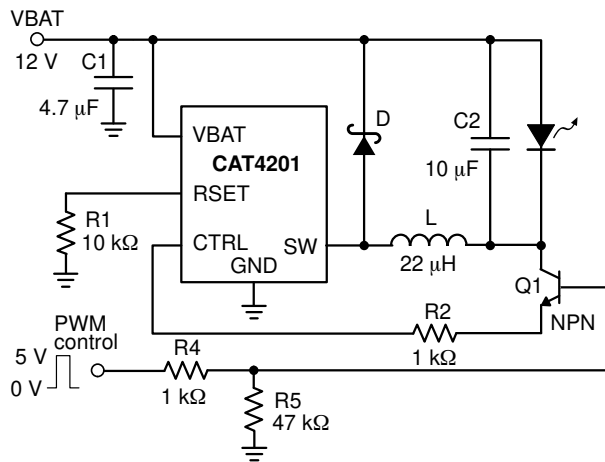 VBAT
12 V
C1
4.7 µF
D
C2
10 µF
VBAT
CAT4201
RSET
R1
10 kΩ
CTRL
SW
GND
L
22 µH
Q1
NPN
R2
1 kΩ
PWM
control
5 V
0 V
R4
1 kΩ
R5
47 kΩ